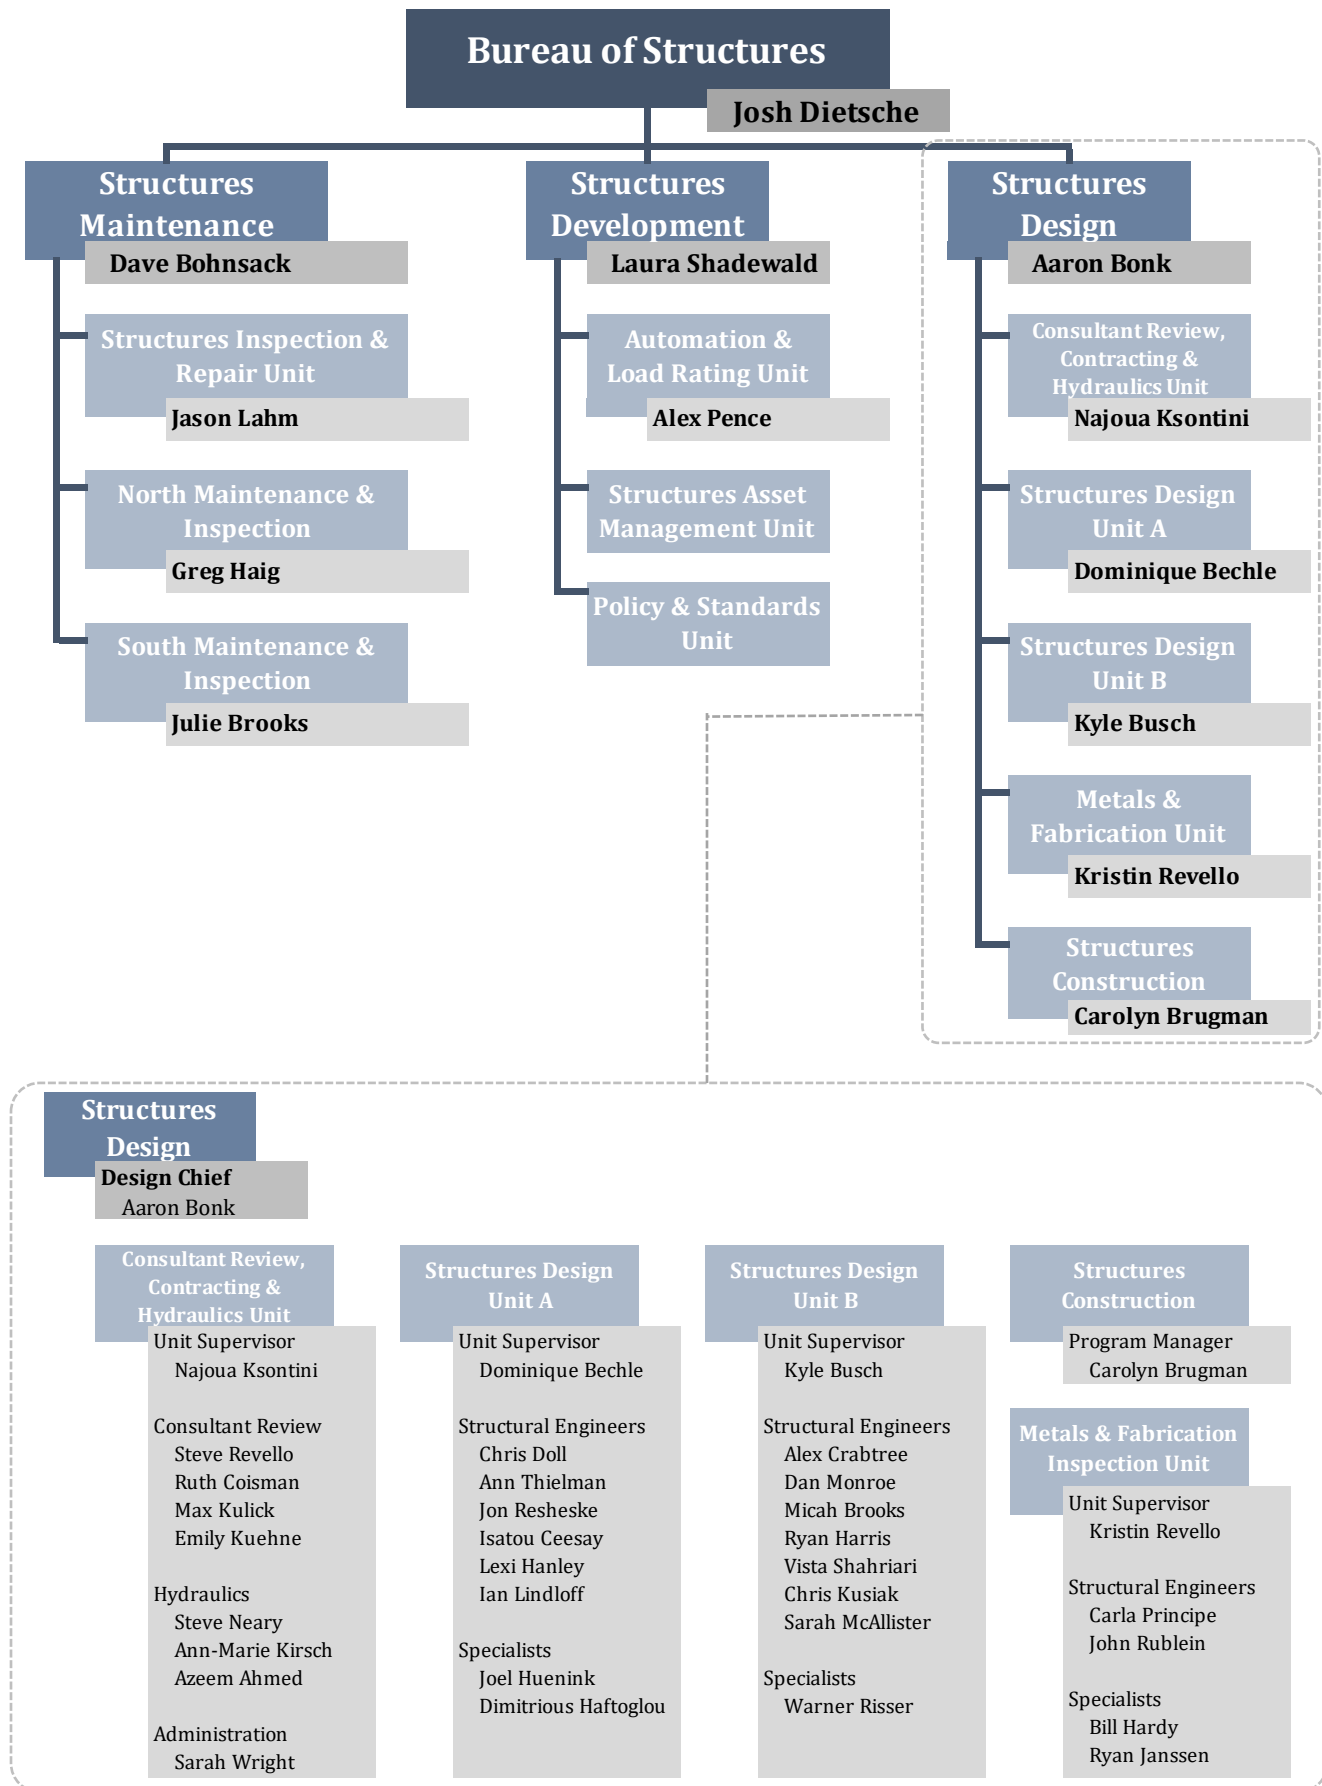 Bureau of Structures
Josh Dietsche
Structures
Maintenance
Dave Bohnsack
Structures Inspection &
Repair Unit
Jason Lahm
North Maintenance &
Inspection
Greg Haig
South Maintenance &
Inspection
Julie Brooks
Structures
Development
Laura Shadewald
Automation &
Load Rating Unit
Alex Pence
Structures Asset
Management Unit
Policy & Standards
Unit
Structures
Design
Aaron Bonk
Consultant Review,
Contracting &
Hydraulics Unit
Najoua Ksontini
Structures Design
Unit A
Dominique Bechle
Structures Design
Unit B
Kyle Busch
Metals &
Fabrication Unit
Kristin Revello
Structures
Construction
Carolyn Brugman
Structures
Design
Design Chief
Aaron Bonk
Consultant Review,
Contracting &
Hydraulics Unit
Unit Supervisor
Najoua Ksontini
Consultant Review
Steve Revello
Ruth Coisman
Max Kulick
Emily Kuehne
Hydraulics
Steve Neary
Ann-Marie Kirsch
Azeem Ahmed
Administration
Sarah Wright
Structures Design
Unit A
Unit Supervisor
Dominique Bechle
Structural Engineers
Chris Doll
Ann Thielman
Jon Resheske
Isatou Ceesay
Lexi Hanley
Ian Lindloff
Specialists
Joel Huenink
Dimitrious Haftoglou
Structures Design
Unit B
Unit Supervisor
Kyle Busch
Structural Engineers
Alex Crabtree
Dan Monroe
Micah Brooks
Ryan Harris
Vista Shahriari
Chris Kusiak
Sarah McAllister
Specialists
Warner Risser
Structures
Construction
Program Manager
Carolyn Brugman
Metals & Fabrication
Inspection Unit
Unit Supervisor
Kristin Revello
Structural Engineers
Carla Principe
John Rublein
Specialists
Bill Hardy
Ryan Janssen